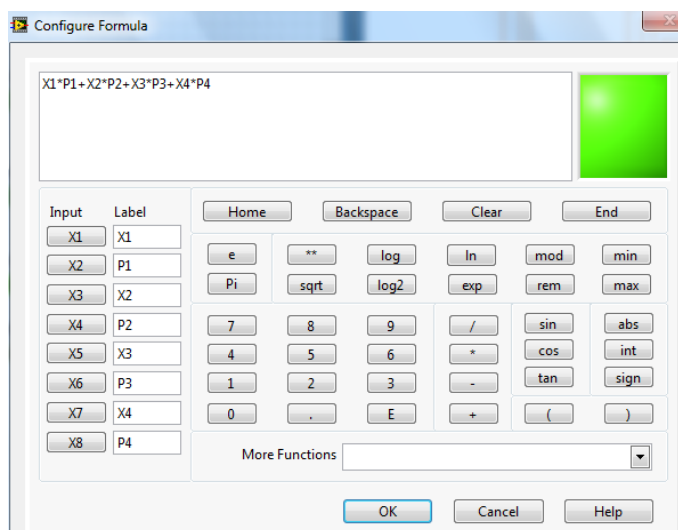 Configure Formula
X1*P1+X2*P2+X3*P3+X4*P4
Input Label
Home Backspace Clear End
X1 X1
X2 P1
X3 X2
X4 P2
X5 X3
X6 P3
X7 X4
X8 P4
e ** log ln mod min
Pi sqrt log2 exp rem max
7 8 9 / sin abs
4 5 6 * cos int
1 2 3 - tan sign
0 . E + ( )
More Functions
OK Cancel Help